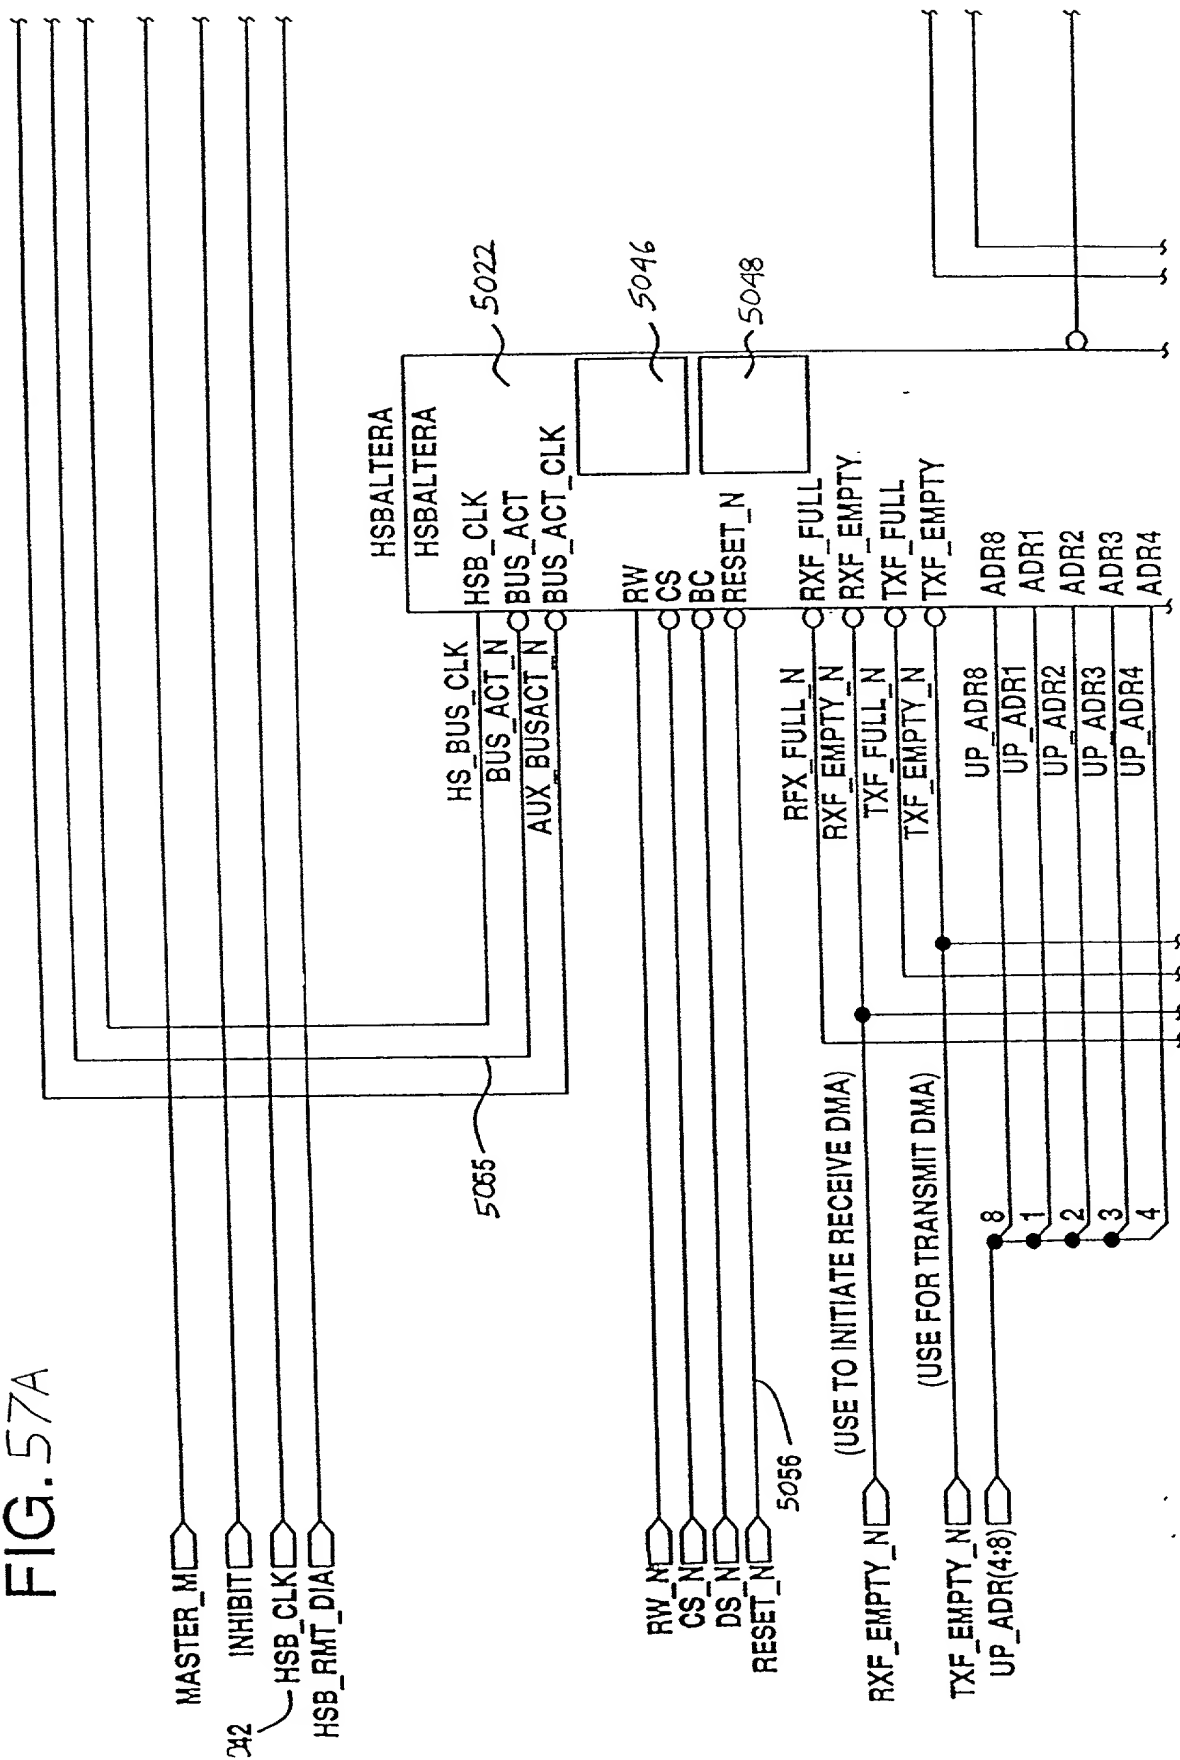 FIG. 57A
MASTER_M
INHIBIT
042
HSB_CLK
HSB_RMT_DIA
5055
HSBALTERA
HSBALTERA
5022
5046
5048
HS_BUS_CLK
HSB_CLK
BUS_ACT_N
BUS_ACT
AUX_BUSACT_N
BUS_ACT_CLK
RW_N
RW
CS_N
CS
DS_N
BC
RESET_N
RESET_N
5056
RFX_FULL_N
RXF_FULL
RXF_EMPTY_N
(USE TO INITIATE RECEIVE DMA)
RXF_EMPTY_N
RXF_EMPTY
TXF_FULL_N
TXF_FULL
TXF_EMPTY_N
(USE FOR TRANSMIT DMA)
TXF_EMPTY_N
TXF_EMPTY
UP_ADR(4:8)
8
UP_ADR8
ADR8
1
UP_ADR1
ADR1
2
UP_ADR2
ADR2
3
UP_ADR3
ADR3
4
UP_ADR4
ADR4